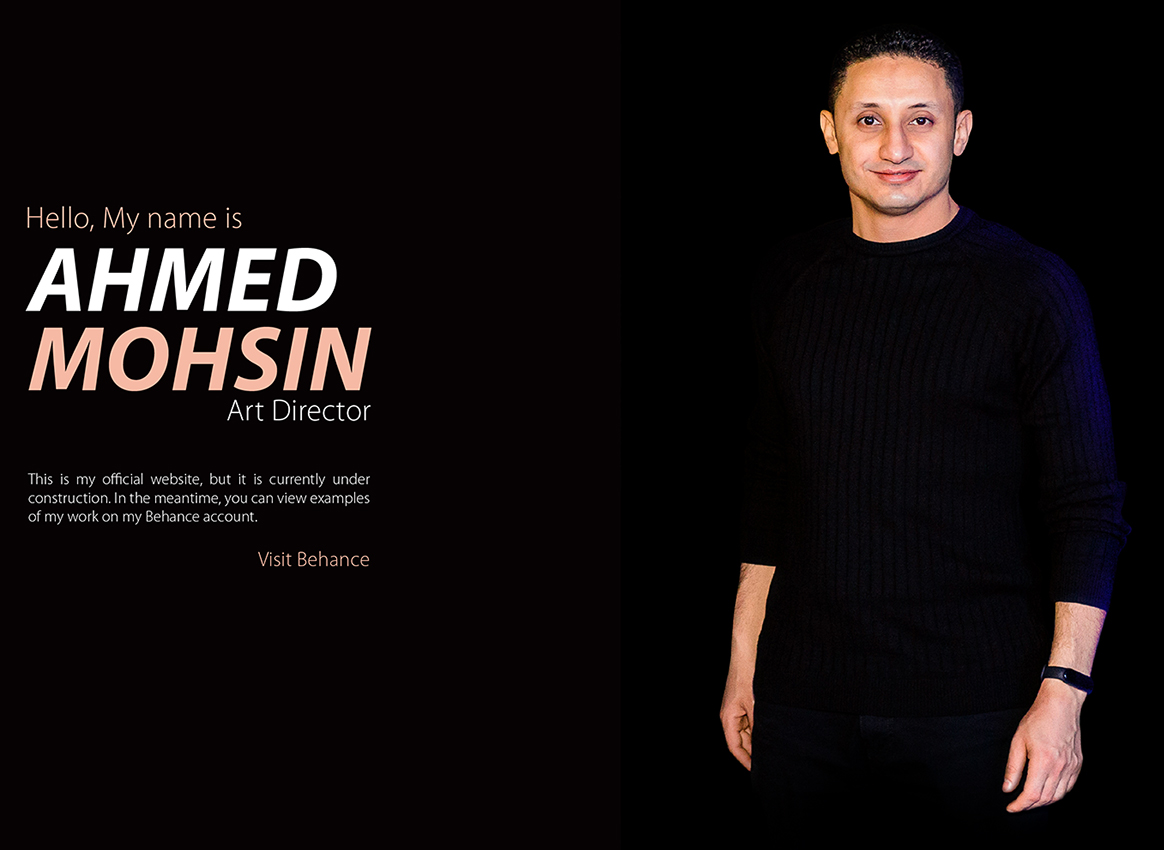 Hello, My name is
AHMED
MOHSIN
Art Director
This is my official website, but it is currently under
construction. In the meantime, you can view examples
of my work on my Behance account.
Visit Behance